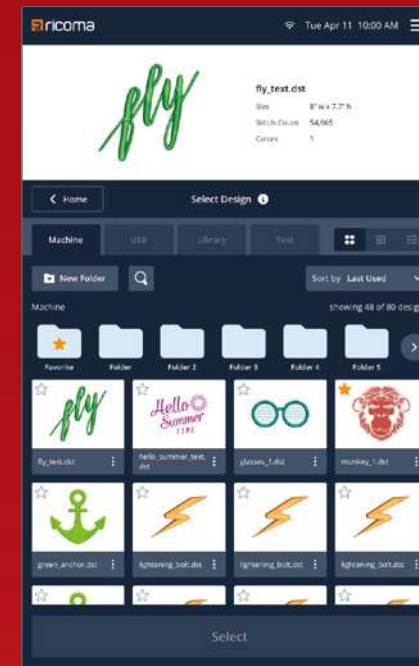 ricoma
Tue Apr 11 10:00 AM
fly
fly_text.dst
Size 8" w x 7.7" h
Stitch Count 54,665
Colors 1
Home
Select Design
Machine USB Library Text
New Folder
Sort by Last Used
Machine
showing 48 of 80 design
Favorite Folder Folder 2 Folder 3 Folder 4 Folder 5
fly
Hello
Summer
TIME
fly_text.dst
hello_summer_text.
dst
glasses_1.dst
monkey_1.dst
green_anchor.dst
lightening_bolt.dst
lightening_bolt.dst
lightening_bolt.dst
Select